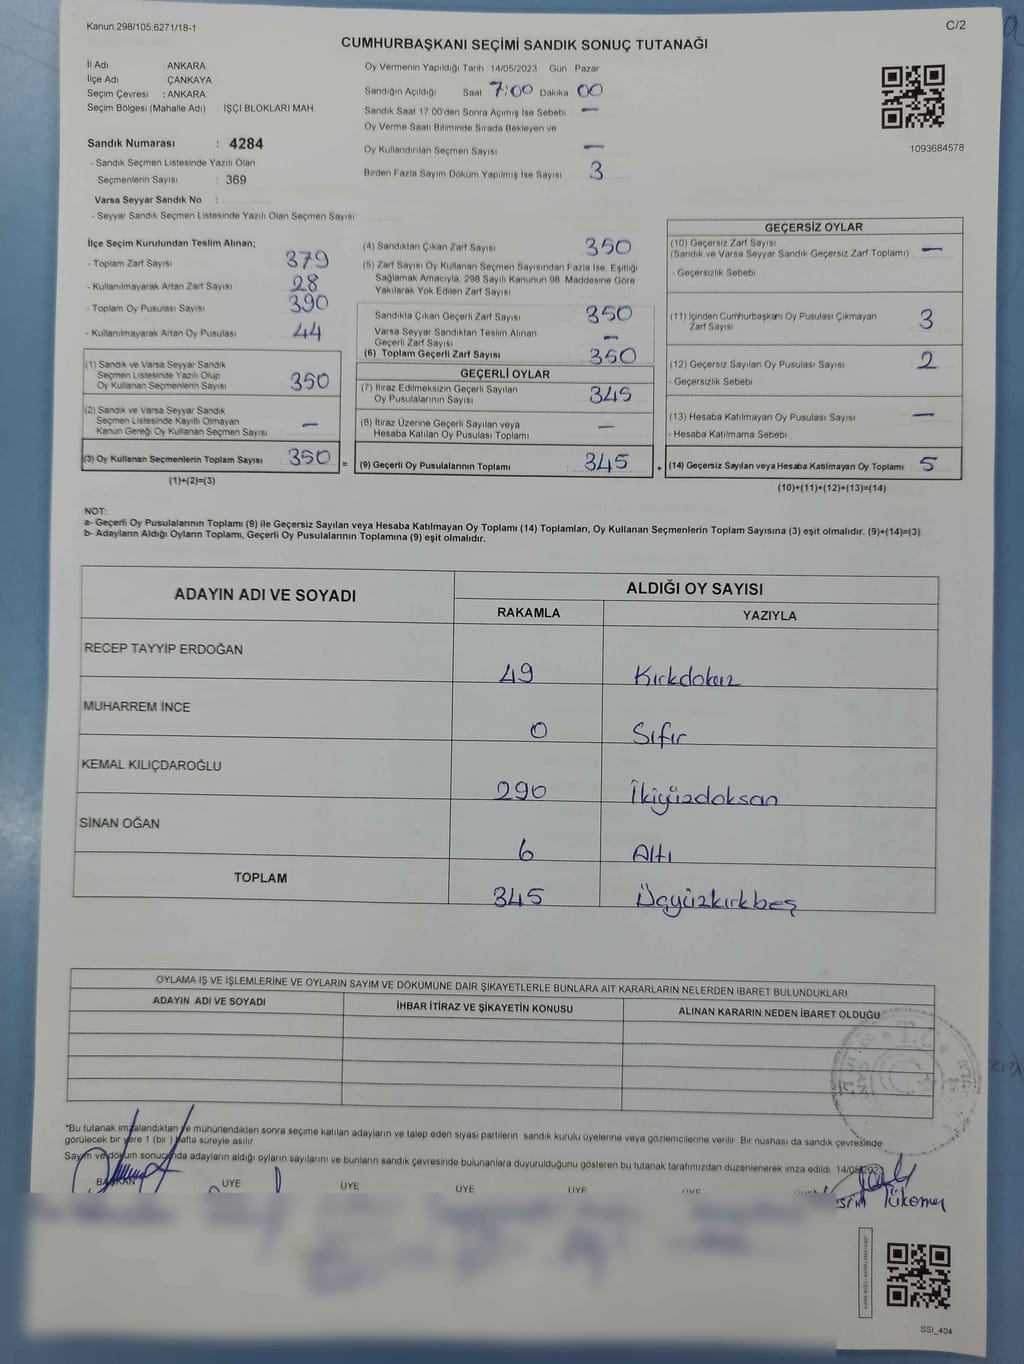 Kanun:298/105,6271/18-1
C/2
CUMHURBAŞKANI SEÇİMİ SANDIK SONUÇ TUTANAĞI
İl Adı : ANKARA
İlçe Adı : ÇANKAYA
Seçim Çevresi : ANKARA
Seçim Bölgesi (Mahalle Adı) : İŞÇİ BLOKLARI MAH
Sandık Numarası : 4284
- Sandık Seçmen Listesinde Yazılı Olan
Seçmenlerin Sayısı : 369
Varsa Seyyar Sandık No :
- Seyyar Sandık Seçmen Listesinde Yazılı Olan Seçmen Sayısı
Oy Vermenin Yapıldığı Tarih : 14/05/2023 Gün : Pazar
Sandığın Açıldığı Saat 7:00 Dakika 00
Sandık Saat 17.00'den Sonra Açımış İse Sebebi —
Oy Verme Saati Bitiminde Sırada Bekleyen ve
Oy Kullandırılan Seçmen Sayısı —
Birden Fazla Sayım Döküm Yapılmış İse Sayısı 3
1093684578
İlçe Seçim Kurulundan Teslim Alınan;
- Toplam Zarf Sayısı 379
- Kullanılmayarak Artan Zarf Sayısı 28
- Toplam Oy Pusulası Sayısı 390
- Kullanılmayarak Artan Oy Pusulası 44
(1) Sandık ve Varsa Seyyar Sandık
Seçmen Listesinde Yazılı Olup
Oy Kullanan Seçmenlerin Sayısı 350
(2) Sandık ve Varsa Seyyar Sandık
Seçmen Listesinde Kayıtlı Olmayan
Kanun Gereği Oy Kullanan Seçmen Sayısı —
(3) Oy Kullanan Seçmenlerin Toplam Sayısı 350 =
(1)+(2)=(3)
(4) Sandıktan Çıkan Zarf Sayısı 350
(5) Zarf Sayısı Oy Kullanan Seçmen Sayısından Fazla İse, Eşitliği
Sağlamak Amacıyla, 298 Sayılı Kanunun 98. Maddesine Göre
Yakılarak Yok Edilen Zarf Sayısı
Sandıkta Çıkan Geçerli Zarf Sayısı 350
Varsa Seyyar Sandıktan Teslim Alınan
Geçerli Zarf Sayısı —
(6) Toplam Geçerli Zarf Sayısı 350
GEÇERLİ OYLAR
(7) İtiraz Edilmeksizin Geçerli Sayılan
Oy Pusulalarının Sayısı 345
(8) İtiraz Üzerine Geçerli Sayılan veya
Hesaba Katılan Oy Pusulası Toplamı —
(9) Geçerli Oy Pusulalarının Toplamı : 345 +
GEÇERSİZ OYLAR
(10) Geçersiz Zarf Sayısı
(Sandık ve Varsa Seyyar Sandık Geçersiz Zarf Toplamı) —
- Geçersizlik Sebebi
(11) İçinden Cumhurbaşkanı Oy Pusulası Çıkmayan
Zarf Sayısı 3
(12) Geçersiz Sayılan Oy Pusulası Sayısı 2
- Geçersizlik Sebebi
(13) Hesaba Katılmayan Oy Pusulası Sayısı —
- Hesaba Katılmama Sebebi
(14) Geçersiz Sayılan veya Hesaba Katılmayan Oy Toplamı 5
(10)+(11)+(12)+(13)=(14)
NOT:
a- Geçerli Oy Pusulalarının Toplamı (9) ile Geçersiz Sayılan veya Hesaba Katılmayan Oy Toplamı (14) Toplamları, Oy Kullanan Seçmenlerin Toplam Sayısına (3) eşit olmalıdır. (9)+(14)=(3)
b- Adayların Aldığı Oyların Toplamı, Geçerli Oy Pusulalarının Toplamına (9) eşit olmalıdır.
ADAYIN ADI VE SOYADI
ALDIĞI OY SAYISI
RAKAMLA YAZIYLA
RECEP TAYYİP ERDOĞAN 49 Kırkdokuz
MUHARREM İNCE 0 Sıfır
KEMAL KILIÇDAROĞLU 290 İkiyüzdoksan
SİNAN OĞAN 6 Altı
TOPLAM 345 Üçyüzkırkbeş
OYLAMA İŞ VE İŞLEMLERİNE VE OYLARIN SAYIM VE DÖKÜMÜNE DAİR ŞİKAYETLERLE BUNLARA AİT KARARLARIN NELERDEN İBARET BULUNDUKLARI
ADAYIN ADI VE SOYADI İHBAR İTİRAZ VE ŞİKAYETİN KONUSU ALINAN KARARIN NEDEN İBARET OLDUĞU
*Bu tutanak imzalandıktan ve mühürlendikten sonra seçime katılan adayların ve talep eden siyasi partilerin sandık kurulu üyelerine veya gözlemcilerine verilir. Bir nüshası da sandık çevresinde
görülecek bir yere 1 (bir ) hafta süreyle asılır.
Sayım ve döküm sonucunda adayların aldığı oyların sayılarını ve bunların sandık çevresinde bulunanlara duyurulduğunu gösteren bu tutanak tarafımızdan düzenlenerek imza edildi. 14/05/2023
BAŞKAN ÜYE ÜYE ÜYE ÜYE ÜYE
SSİ_404